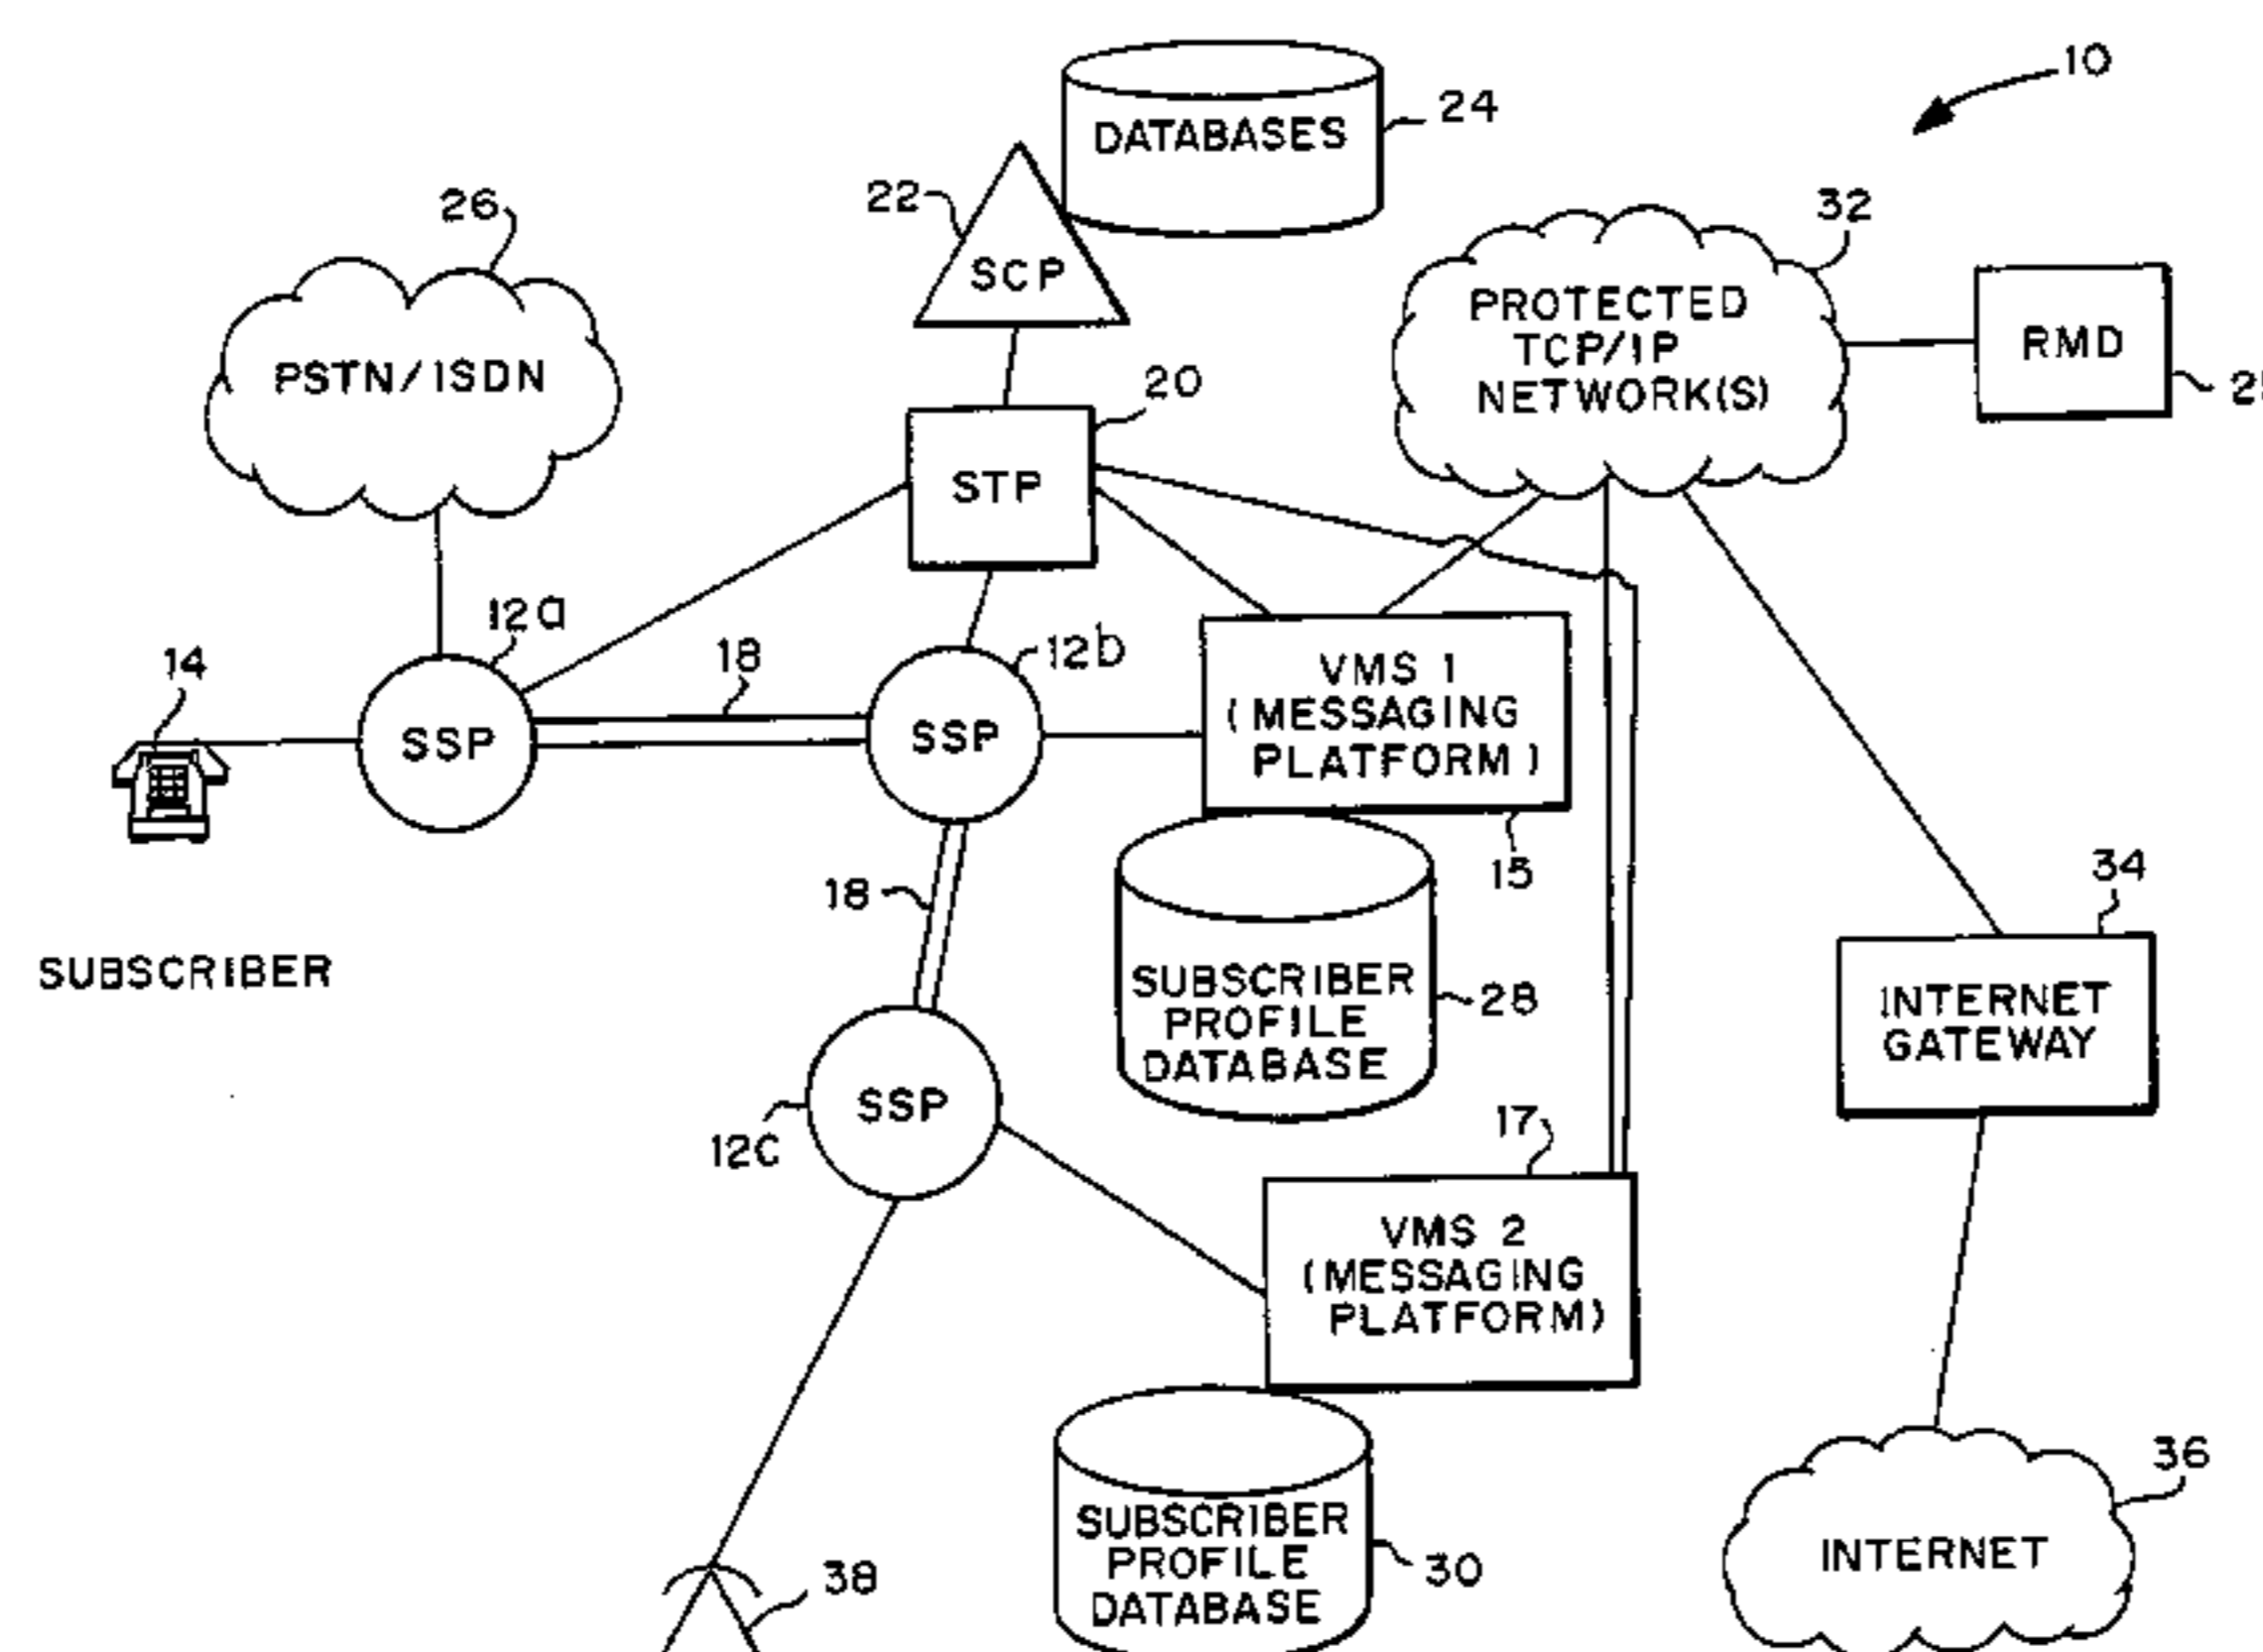 10
DATABASES
24
22
SCP
26
32
PROTECTED
TCP/IP
NETWORK(S)
RMD
PSTN/ISDN
20
STP
12a
12b
14
18
SSP
SSP
VMS 1
(MESSAGING
PLATFORM)
15
18
34
SUBSCRIBER
SUBSCRIBER
PROFILE
DATABASE
28
INTERNET
GATEWAY
SSP
12c
17
VMS 2
(MESSAGING
PLATFORM)
36
SUBSCRIBER
PROFILE
DATABASE
30
INTERNET
38